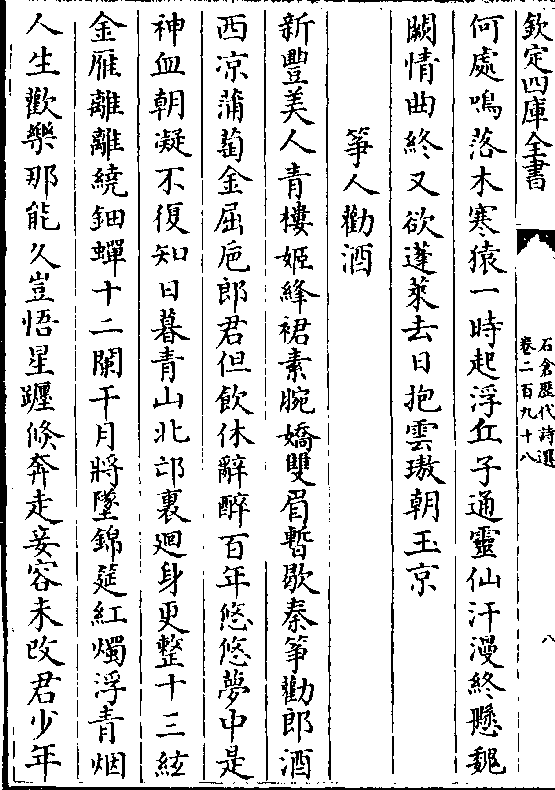 欽定四庫全書
石倉歷代詩選
卷二百九十八
八
何處鳴落木寒猿一時起浮丘子通靈仙汗漫終懸魏
闕情曲終又欲蓬萊去日抱雲璈朝玉京
箏人勸酒
新豐美人青樓姬絳裙素腕嬌雙眉暫歇秦箏勸郎酒
西凉蒲萄金屈巵郎君但飲休辭醉百年悠悠夢中是
神血朝凝不復知日暮青山北邙裏廻身更整十三絃
金雁離離繞鈿蟬十二闌干月將墜錦筵紅燭浮青烟
人生歡樂那能久豈悟星躔倏奔走妾容未改君少年